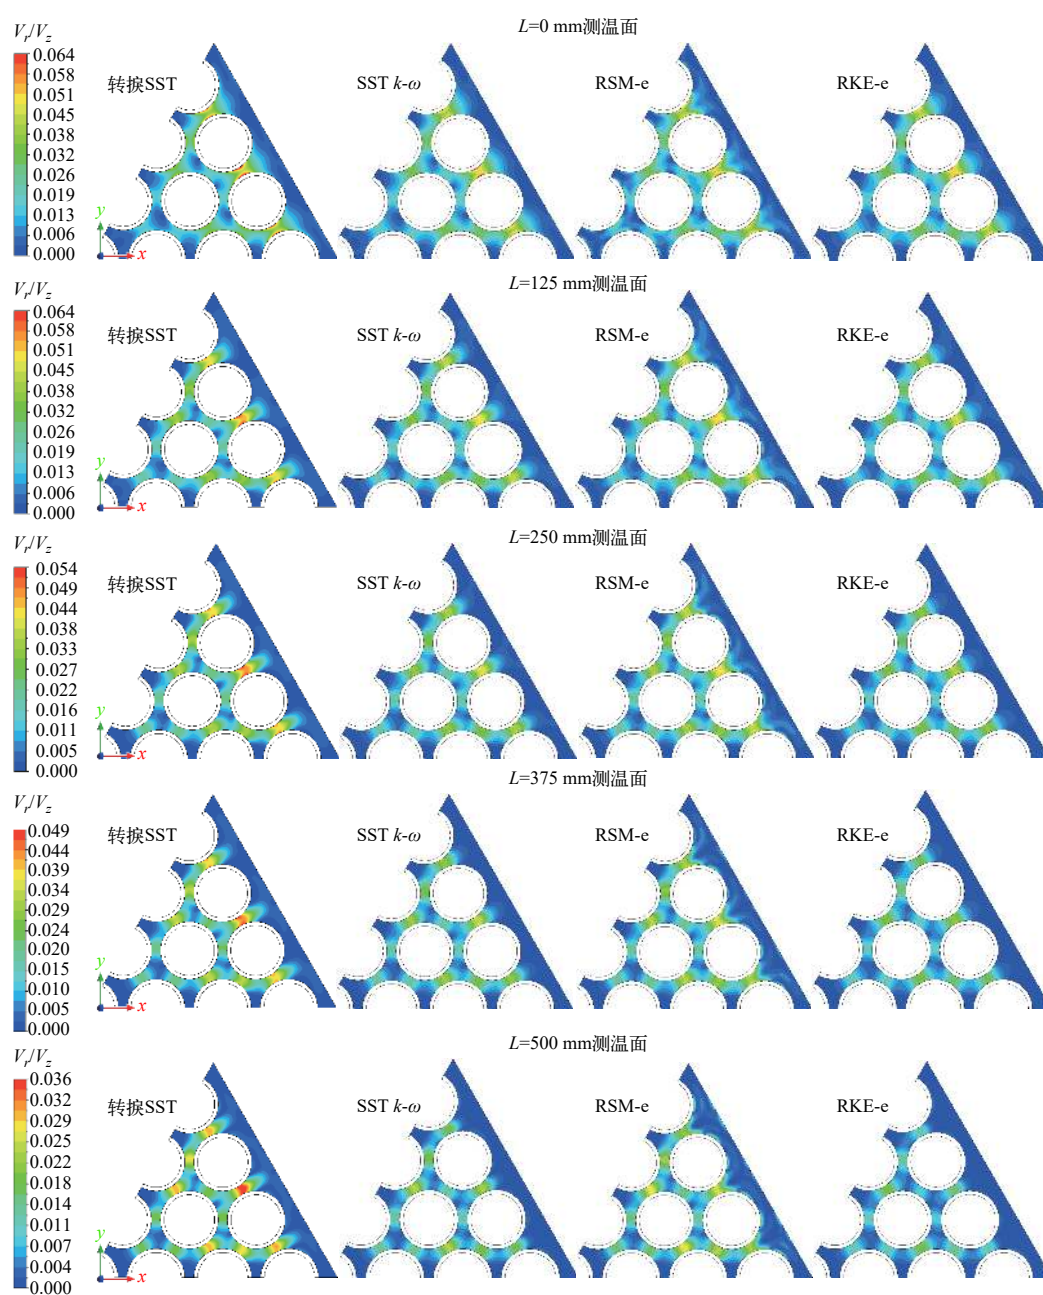 L=0 mm测温面
Vr/Vz
0.064
0.058
0.051
0.045
0.038
0.032
0.026
0.019
0.013
0.006
0.000
转捩SST
SST k-ω
RSM-e
RKE-e
y
x
L=125 mm测温面
Vr/Vz
0.064
0.058
0.051
0.045
0.038
0.032
0.026
0.019
0.013
0.006
0.000
转捩SST
SST k-ω
RSM-e
RKE-e
y
x
L=250 mm测温面
Vr/Vz
0.054
0.049
0.044
0.038
0.033
0.027
0.022
0.016
0.011
0.005
0.000
转捩SST
SST k-ω
RSM-e
RKE-e
y
x
L=375 mm测温面
Vr/Vz
0.049
0.044
0.039
0.034
0.029
0.024
0.020
0.015
0.010
0.005
0.000
转捩SST
SST k-ω
RSM-e
RKE-e
y
x
L=500 mm测温面
Vr/Vz
0.036
0.032
0.029
0.025
0.022
0.018
0.014
0.011
0.007
0.004
0.000
转捩SST
SST k-ω
RSM-e
RKE-e
y
x